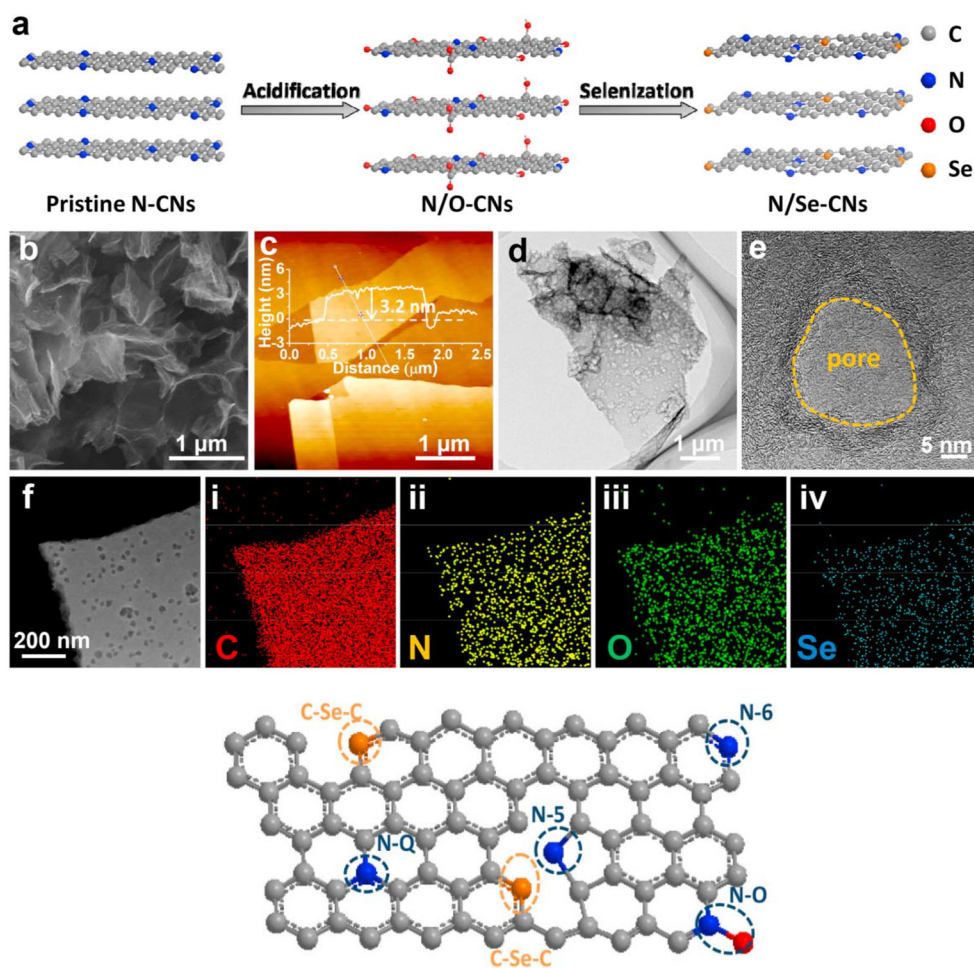 a
Acidification
Selenization
C
N
O
Se
Pristine N-CNs
N/O-CNs
N/Se-CNs
b
1 μm
c
Height (nm)
6
3
0
-3
3.2 nm
0.0 0.5 1.0 1.5 2.0 2.5
Distance (μm)
1 μm
d
1 μm
e
pore
5 nm
f
200 nm
i
C
ii
N
iii
O
iv
Se
C-Se-C
N-6
N-5
N-Q
N-O
C-Se-C